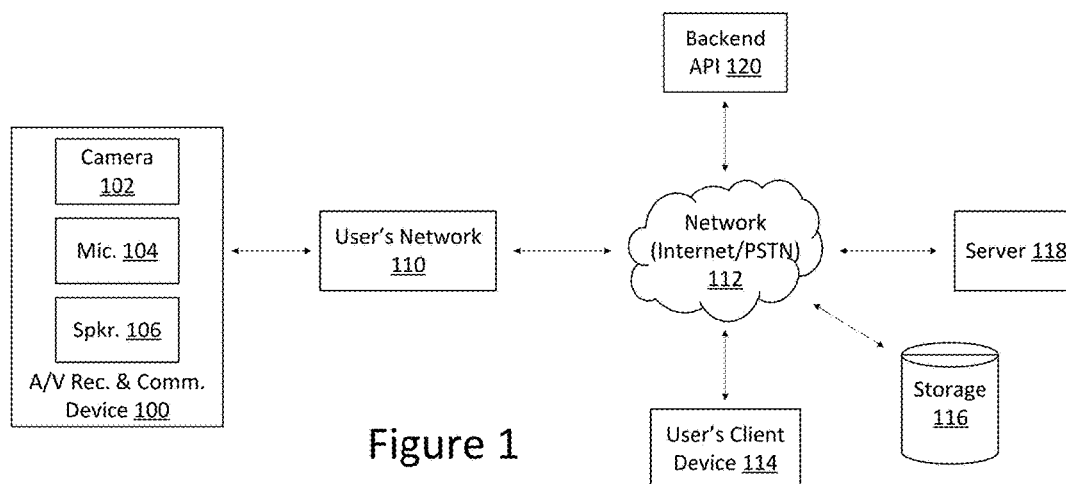 Backend
API 120
Camera
102
Mic. 104
Spkr. 106
A/V Rec. & Comm.
Device 100
User's Network
110
Network
(Internet/PSTN)
112
Server 118
Storage
116
User's Client
Device 114
Figure 1